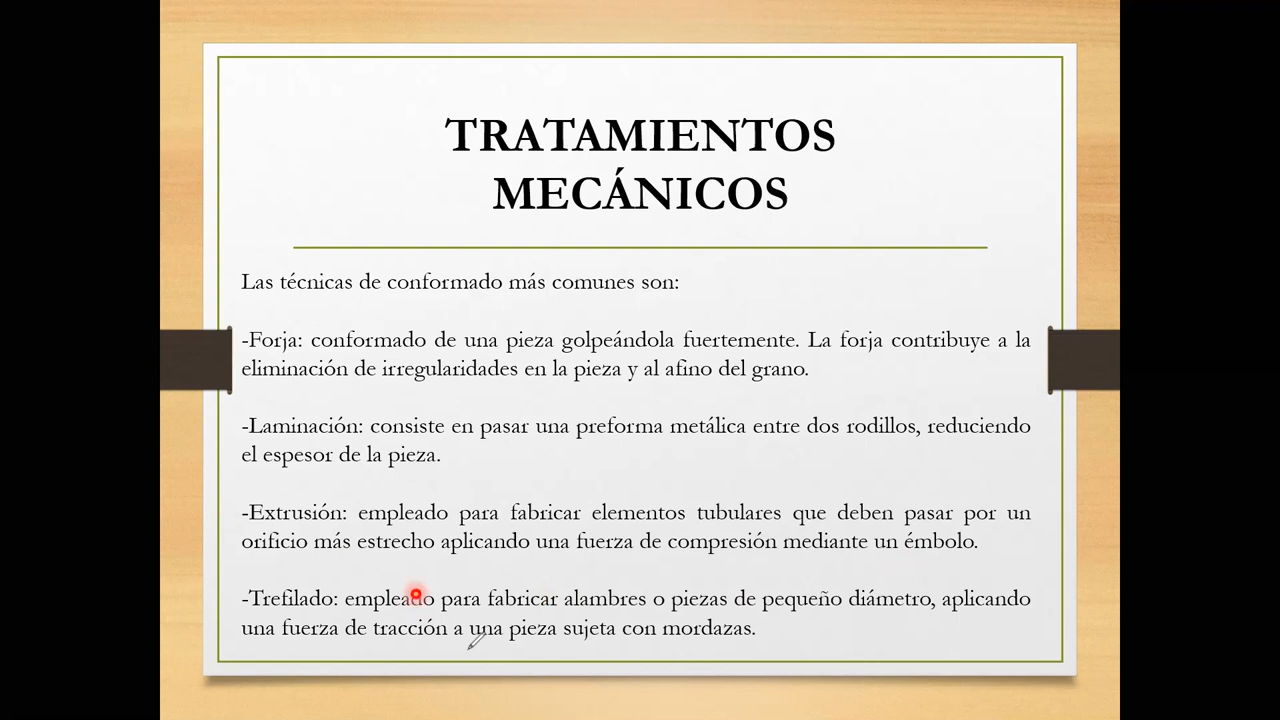 TRATAMIENTOS
MECÁNICOS
Las técnicas de conformado más comunes son:
-Forja: conformado de una pieza golpeándola fuertemente. La forja contribuye a la
eliminación de irregularidades en la pieza y al afino del grano.
-Laminación: consiste en pasar una preforma metálica entre dos rodillos, reduciendo
el espesor de la pieza.
-Extrusión: empleado para fabricar elementos tubulares que deben pasar por un
orificio más estrecho aplicando una fuerza de compresión mediante un émbolo.
-Trefilado: empleado para fabricar alambres o piezas de pequeño diámetro, aplicando
una fuerza de tracción a una pieza sujeta con mordazas.